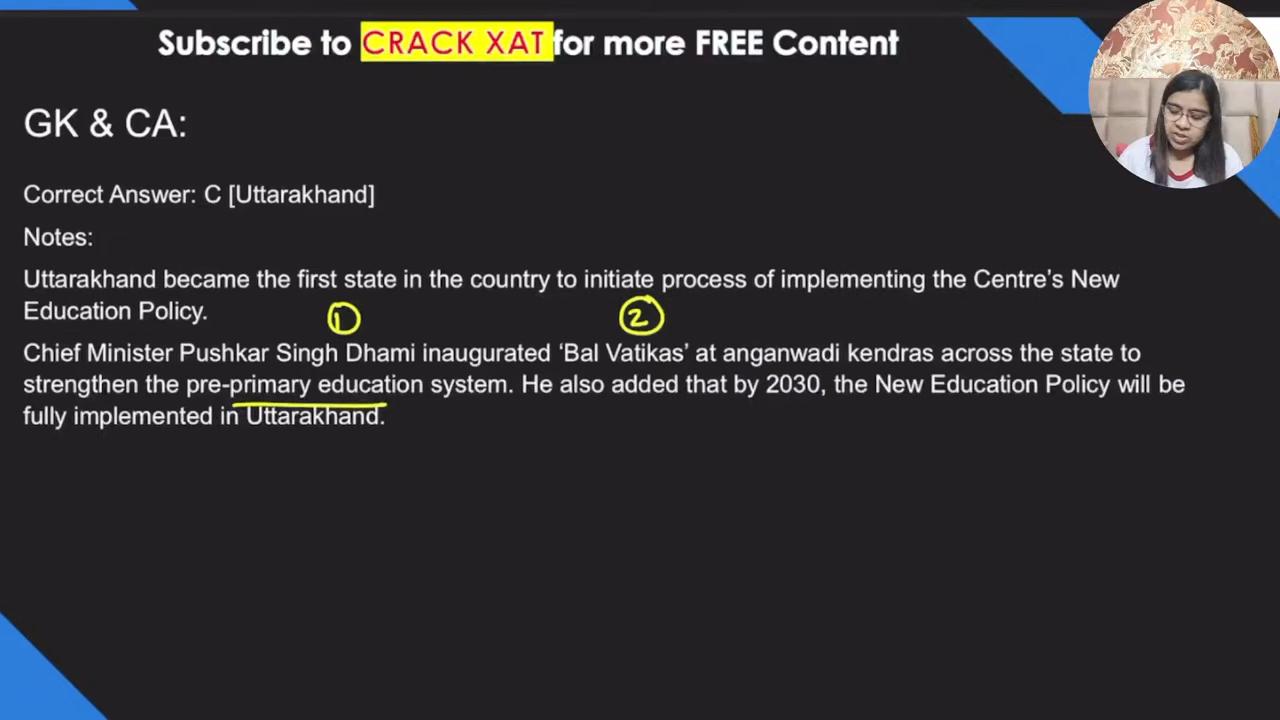 Subscribe to CRACK XAT for more FREE Content
GK & CA:
Correct Answer: C [Uttarakhand]
Notes:
Uttarakhand became the first state in the country to initiate process of implementing the Centre’s New
Education Policy.
1 2
Chief Minister Pushkar Singh Dhami inaugurated ‘Bal Vatikas’ at anganwadi kendras across the state to
strengthen the pre-primary education system. He also added that by 2030, the New Education Policy will be
fully implemented in Uttarakhand.